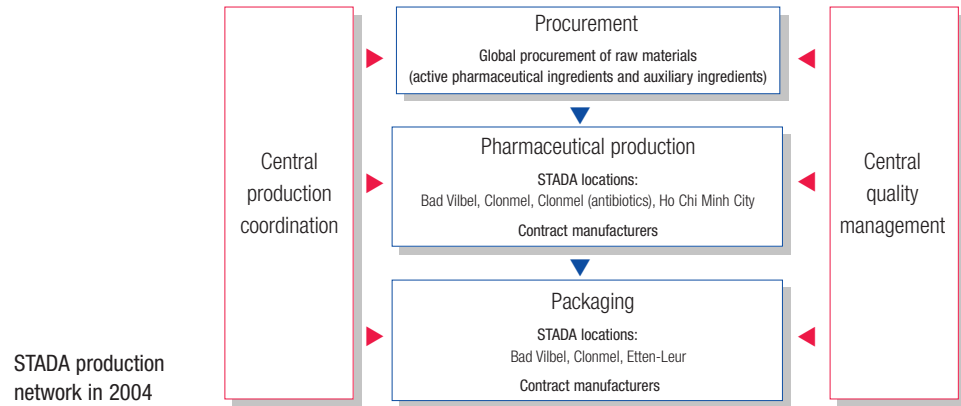 Procurement
Global procurement of raw materials
(active pharmaceutical ingredients and auxiliary ingredients)
Central
production
coordination
Pharmaceutical production
STADA locations:
Bad Vilbel, Clonmel, Clonmel (antibiotics), Ho Chi Minh City
Contract manufacturers
Central
quality
management
Packaging
STADA locations:
Bad Vilbel, Clonmel, Etten-Leur
Contract manufacturers
STADA production
network in 2004